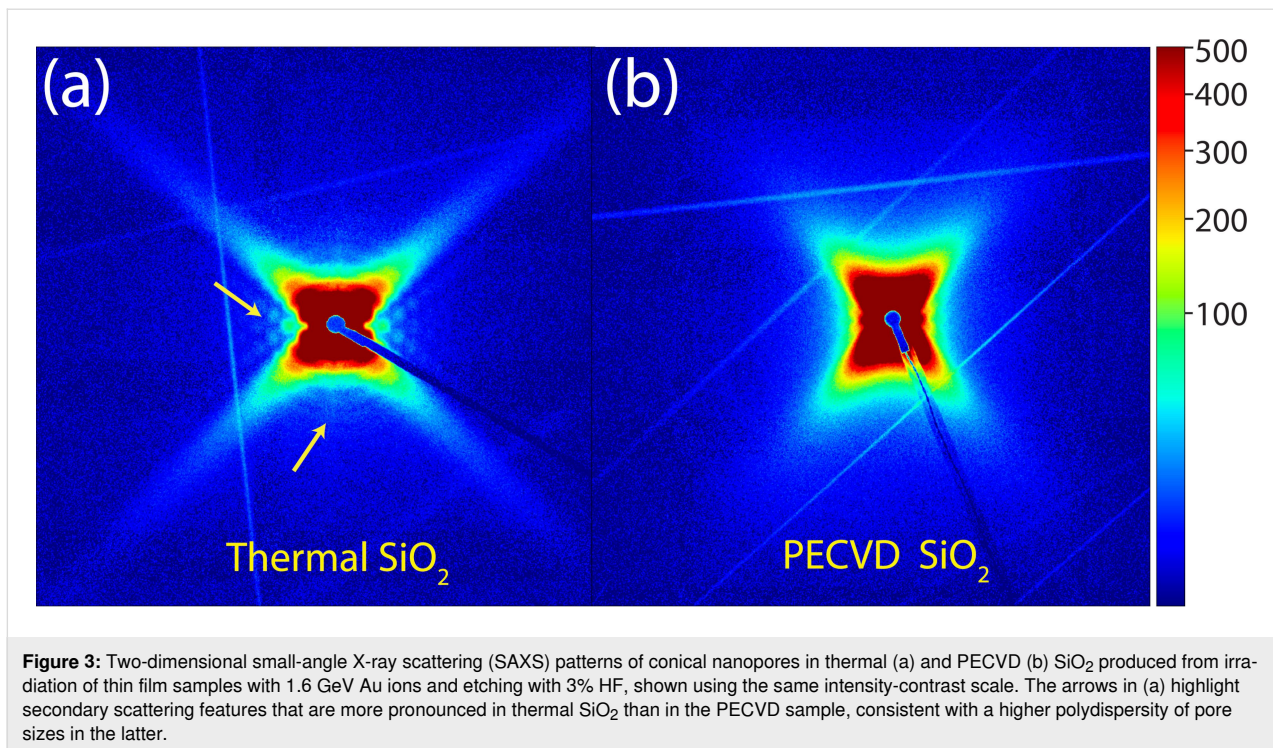 (a)
(b)
500
400
300
200
100
Thermal SiO2
PECVD SiO2
Figure 3: Two-dimensional small-angle X-ray scattering (SAXS) patterns of conical nanopores in thermal (a) and PECVD (b) SiO2 produced from irra-
diation of thin film samples with 1.6 GeV Au ions and etching with 3% HF, shown using the same intensity-contrast scale. The arrows in (a) highlight
secondary scattering features that are more pronounced in thermal SiO2 than in the PECVD sample, consistent with a higher polydispersity of pore
sizes in the latter.